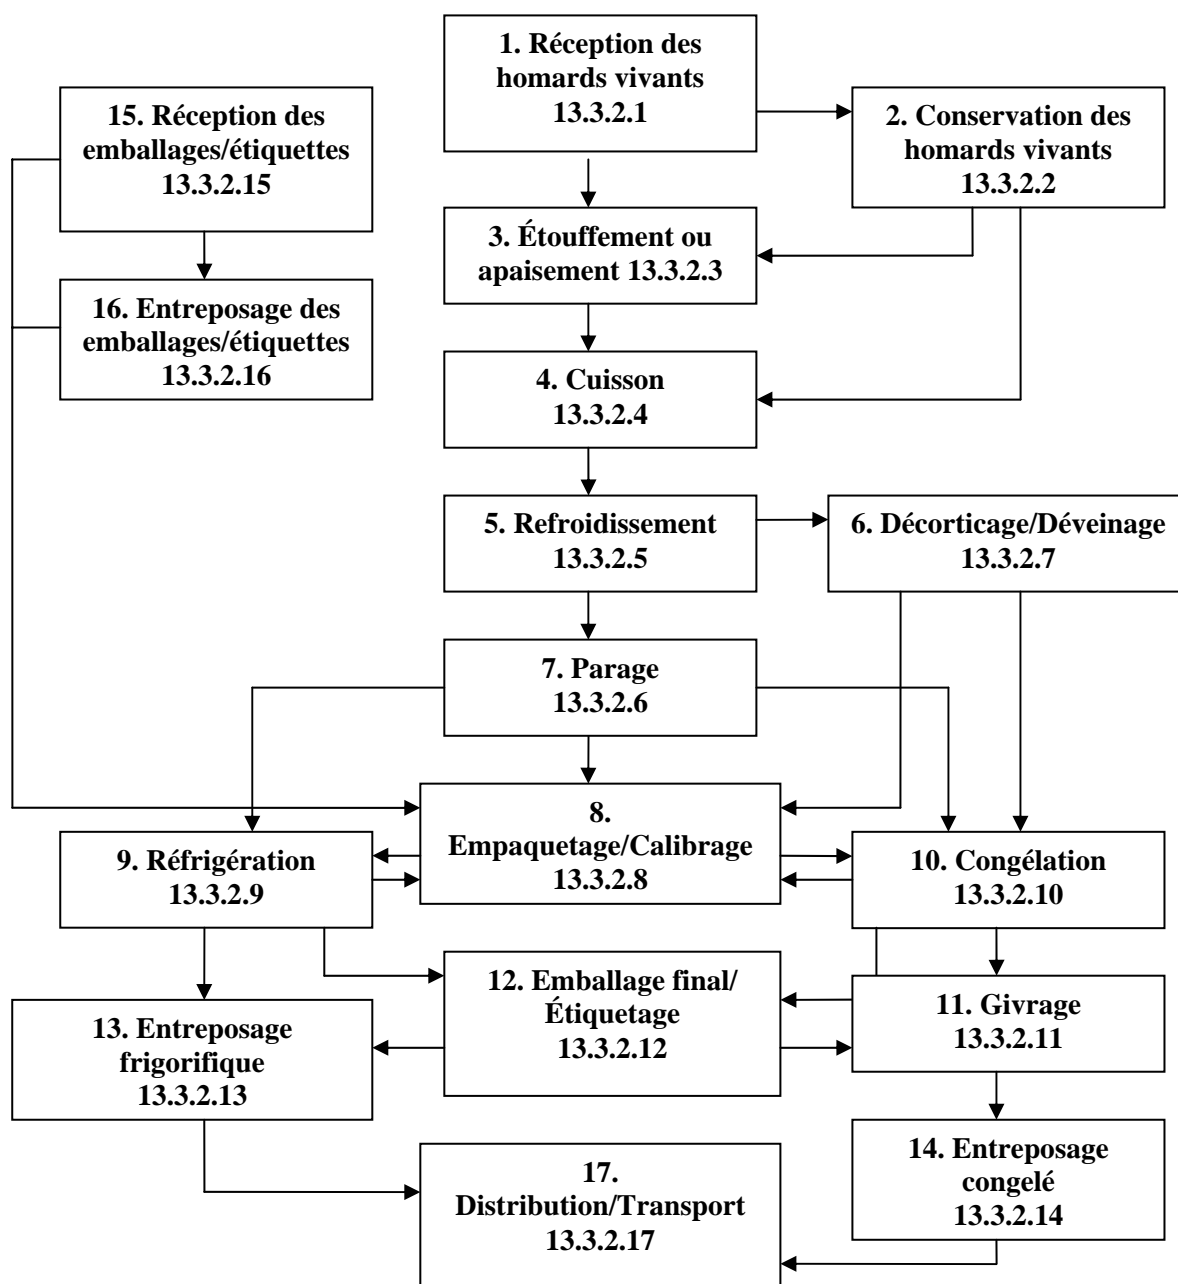 1. Réception des
homards vivants
13.3.2.1
15. Réception des
emballages/étiquettes
13.3.2.15
2. Conservation des
homards vivants
13.3.2.2
3. Étouffement ou
apaisement 13.3.2.3
16. Entreposage des
emballages/étiquettes
13.3.2.16
4. Cuisson
13.3.2.4
5. Refroidissement
13.3.2.5
6. Décorticage/Déveinage
13.3.2.7
7. Parage
13.3.2.6
8.
Empaquetage/Calibrage
13.3.2.8
9. Réfrigération
13.3.2.9
10. Congélation
13.3.2.10
12. Emballage final/
Étiquetage
13.3.2.12
11. Givrage
13.3.2.11
13. Entreposage
frigorifique
13.3.2.13
14. Entreposage
congelé
13.3.2.14
17.
Distribution/Transport
13.3.2.17